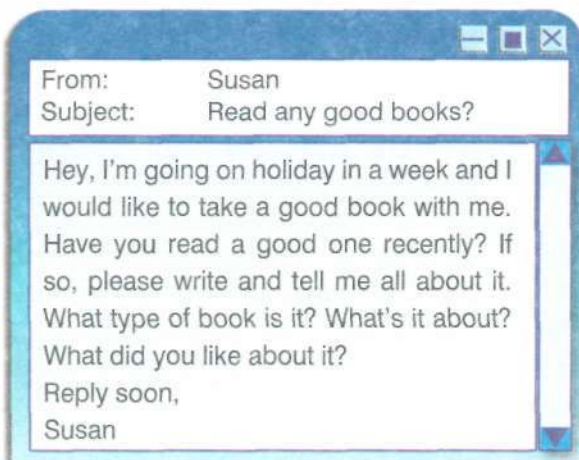 From: Susan
Subject: Read any good books?
Hey, I'm going on holiday in a week and I
would like to take a good book with me.
Have you read a good one recently? If
so, please write and tell me all about it.
What type of book is it? What's it about?
What did you like about it?
Reply soon,
Susan